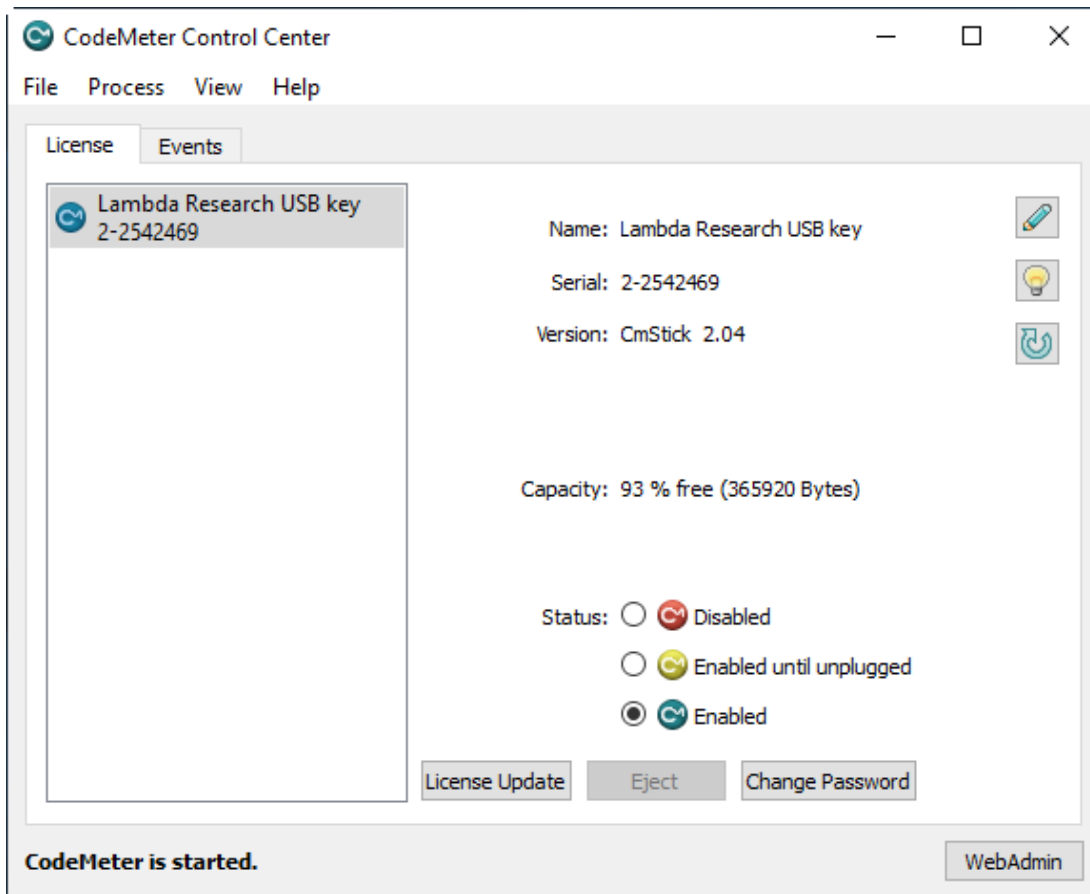 CodeMeter Control Center
File Process View Help
License Events
Lambda Research USB key
2-2542469
Name: Lambda Research USB key
Serial: 2-2542469
Version: CmStick 2.04
Capacity: 93 % free (365920 Bytes)
Status: Disabled
Enabled until unplugged
Enabled
License Update Eject Change Password
CodeMeter is started. WebAdmin